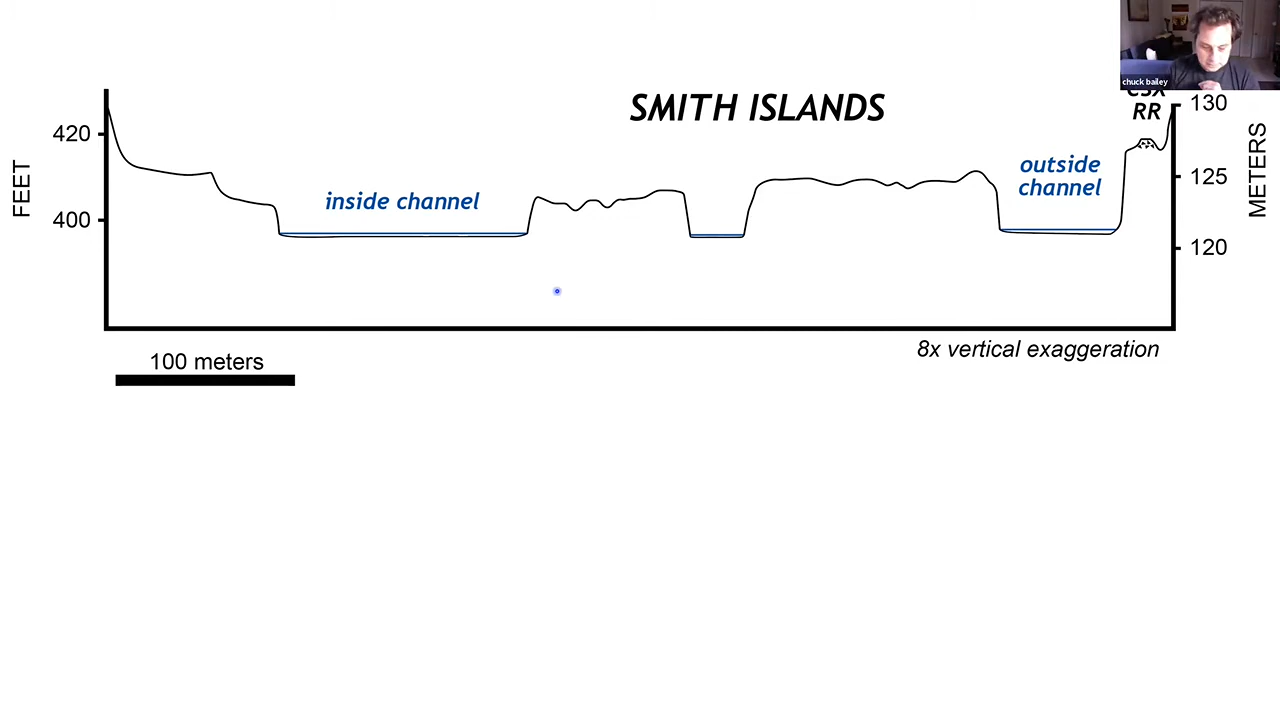 chuck bailey
SMITH ISLANDS
CSX
RR
130
420
METERS
FEET
outside
channel
125
inside channel
400
120
8x vertical exaggeration
100 meters